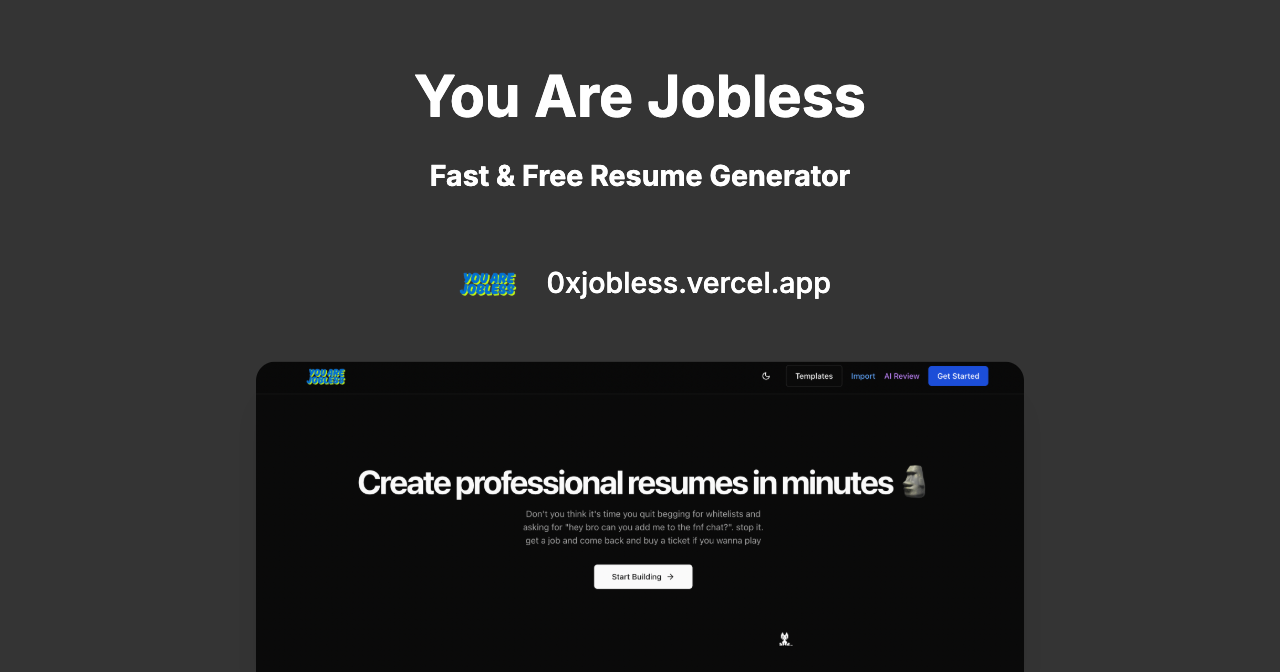 You Are Jobless
Fast & Free Resume Generator
YOU ARE
JOBLESS
0xjobless.vercel.app
YOU ARE
JOBLESS
Templates
Import
AI Review
Get Started
Create professional resumes in minutes 🗿
Don't you think it's time you quit begging for whitelists and
asking for "hey bro can you add me to the fnf chat?". stop it.
get a job and come back and buy a ticket if you wanna play
Start Building →